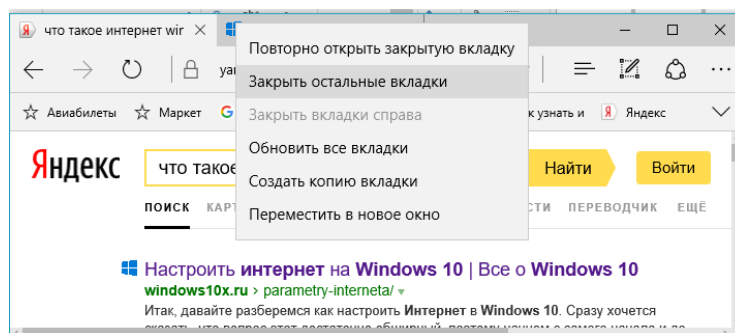 что такое интернет wir
Повторно открыть закрытую вкладку
Закрыть остальные вкладки
Закрыть вкладки справа
Обновить все вкладки
Создать копию вкладки
Переместить в новое окно
Авиабилеты Маркет
узнать и Яндекс
Яндекс
что такое
Найти
Войти
ПОИСК
ПЕРЕВОДЧИК ЕЩЁ
Настроить интернет на Windows 10 | Все о Windows 10
windows10x.ru › parametry-interneta/
Итак, давайте разберемся как настроить Интернет в Windows 10. Сразу хочется